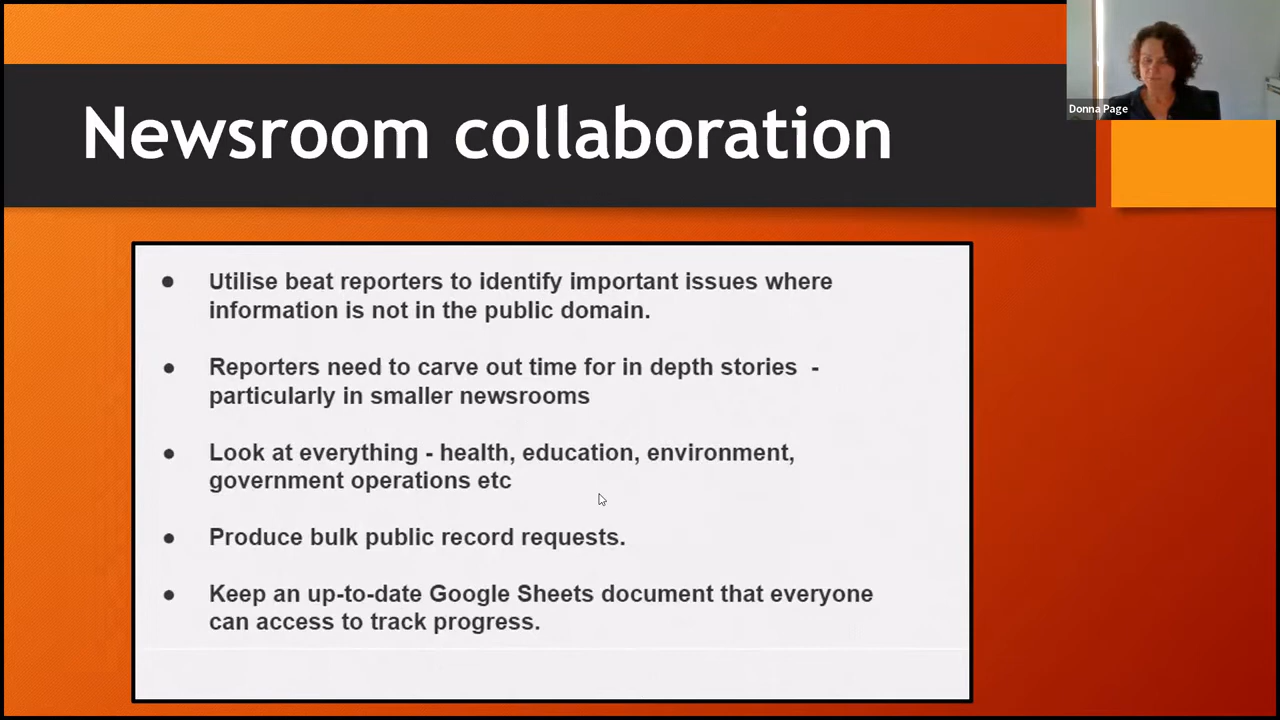 Donna Page
Newsroom collaboration
● Utilise beat reporters to identify important issues where
information is not in the public domain.
● Reporters need to carve out time for in depth stories -
particularly in smaller newsrooms
● Look at everything - health, education, environment,
government operations etc
● Produce bulk public record requests.
● Keep an up-to-date Google Sheets document that everyone
can access to track progress.